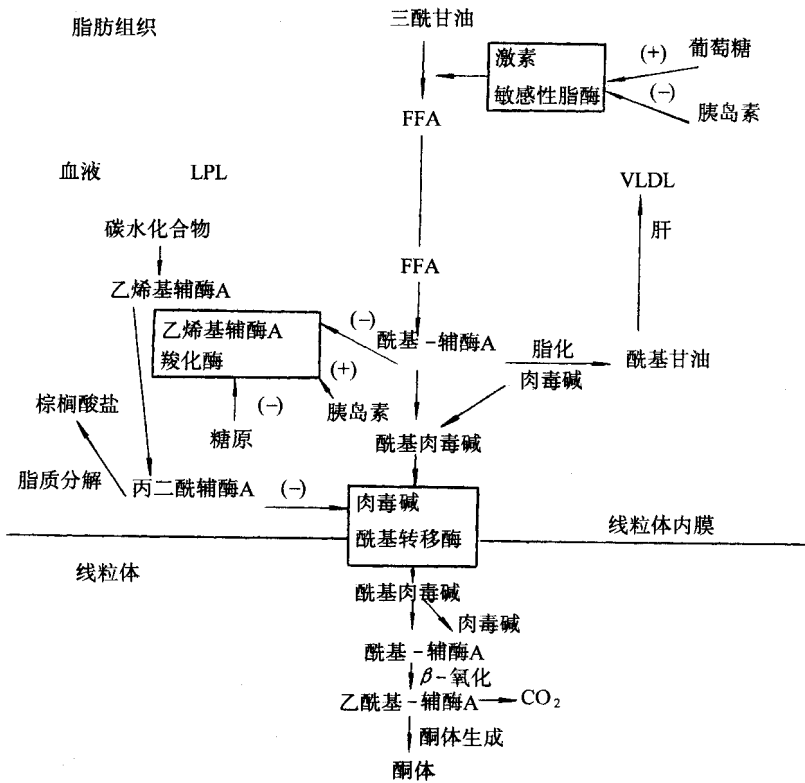 脂肪组织
三酰甘油
激素
敏感性脂酶
(+)
葡萄糖
(−)
胰岛素
FFA
血液
LPL
VLDL
碳水化合物
肝
乙烯基辅酶A
FFA
乙烯基辅酶A
羧化酶
(−)
(+)
酰基-辅酶A
脂化
肉毒碱
酰基甘油
棕榈酸盐
(−)
糖原
胰岛素
酰基肉毒碱
脂质分解
丙二酰辅酶A
(−)
肉毒碱
酰基转移酶
线粒体内膜
线粒体
酰基肉毒碱
肉毒碱
酰基-辅酶A
β-氧化
乙酰基-辅酶A
CO₂
酮体生成
酮体